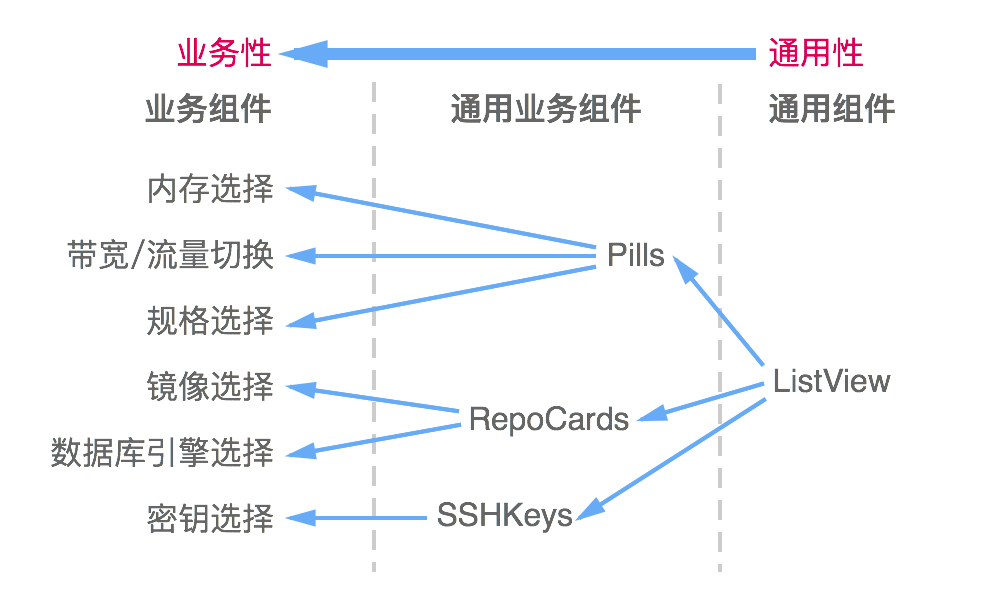 业务性 通用性
业务组件 通用业务组件 通用组件
内存选择
带宽/流量切换 Pills
规格选择
镜像选择 ListView
RepoCards
数据库引擎选择
密钥选择 SSHKeys